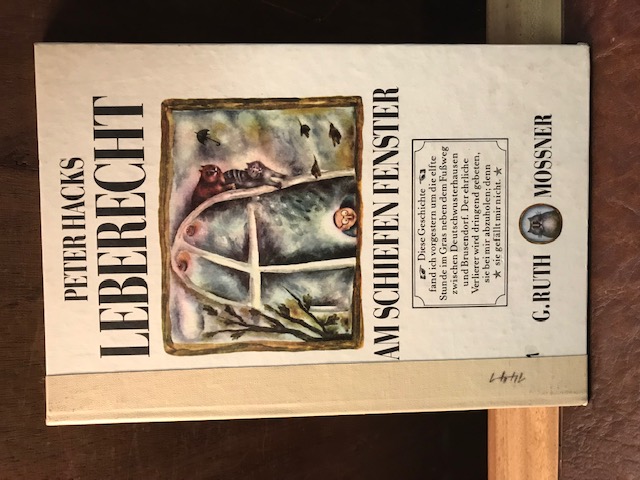 PETER HACKS
LEBERECHT
AM SCHIEFEN FENSTER
☛ Diese Geschichte ☚
fand ich vorgestern um die elfte
Stunde im Gras neben dem Fußweg
zwischen Deutschwusterhausen
und Brusendorf. Der ehrliche
Verlierer wird dringend gebeten,
sie bei mir abzuholen; denn
★ sie gefällt mir nicht. ★
G. RUTH MOSSNER